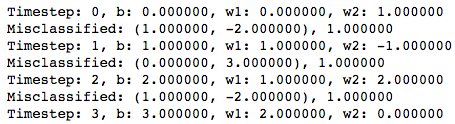 Timestep: 0, b: 0.000000, w1: 0.000000, w2: 1.000000
Misclassified: (1.000000, -2.000000), 1.000000
Timestep: 1, b: 1.000000, w1: 1.000000, w2: -1.000000
Misclassified: (0.000000, 3.000000), 1.000000
Timestep: 2, b: 2.000000, w1: 1.000000, w2: 2.000000
Misclassified: (1.000000, -2.000000), 1.000000
Timestep: 3, b: 3.000000, w1: 2.000000, w2: 0.000000